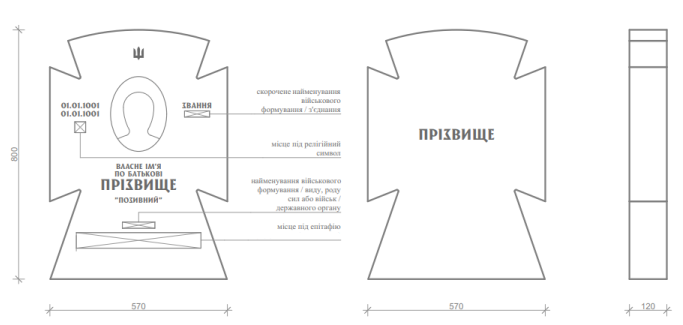 01.01.1001
01.01.1001
ЗВАННЯ
скорочене найменування
військового
формування / з'єднання
місце під релігійний
символ
ВЛАСНЕ ІМ'Я
ПО БАТЬКОВІ
ПРІЗВИЩЕ
"ПОЗИВНИЙ"
найменування військового
формування / виду, роду
сил або військ /
державного органу
місце під епітафію
800
570
ПРІЗВИЩЕ
570
120